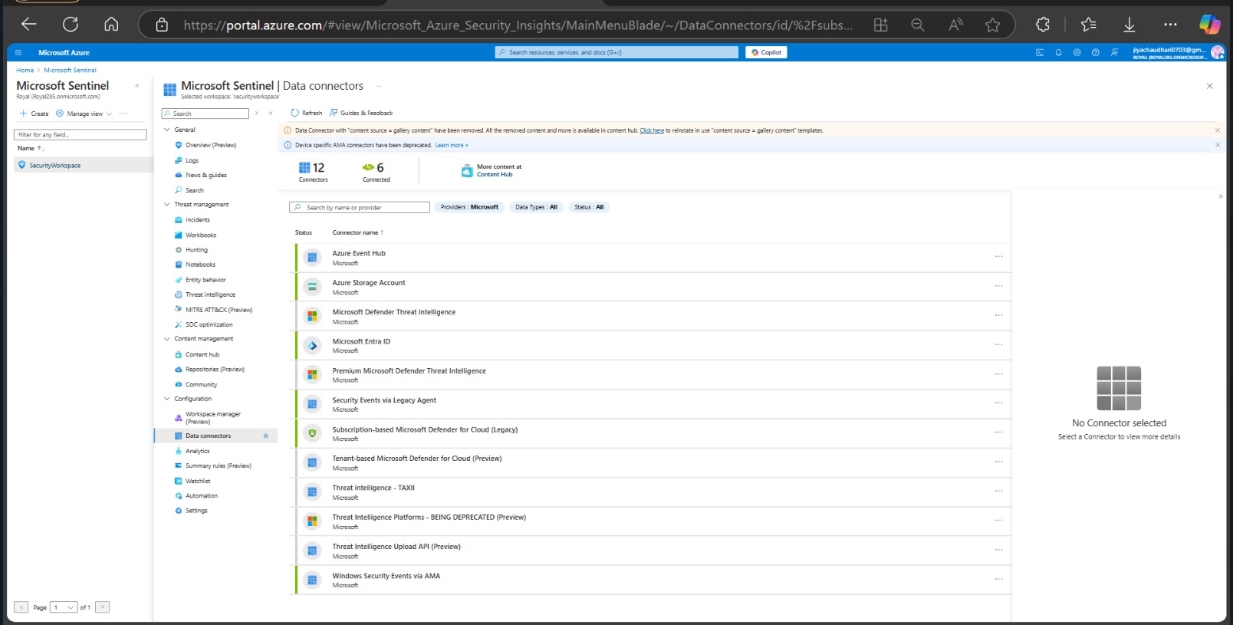 https://portal.azure.com/#view/Microsoft_Azure_Security_Insights/MainMenuBlade/~/DataConnectors/id/%2Fsubs...
Microsoft Azure
Search resources, services, and docs (G+/)
Copilot
jiyachaudhari0703@gm...
Home > Microsoft Sentinel
Microsoft Sentinel
Royal (Royal285.onmicrosoft.com)
+ Create
Manage view
...
Filter for any field...
Name ↑↓
SecurityWorkspace
< Page 1 of 1 >
Microsoft Sentinel | Data connectors ...
Selected workspace: 'securityworkspace'
Search
General
Overview (Preview)
Logs
News & guides
Search
Threat management
Incidents
Workbooks
Hunting
Notebooks
Entity behavior
Threat intelligence
MITRE ATT&CK (Preview)
SOC optimization
Content management
Content hub
Repositories (Preview)
Community
Configuration
Workspace manager
(Preview)
Data connectors
Analytics
Summary rules (Preview)
Watchlist
Automation
Settings
Refresh
Guides & Feedback
Data Connector with "content source = gallery content" have been removed. All the removed content and more is available in content hub. Click here to reinstate in use "content source = gallery content" templates.
Device specific AMA connectors have been deprecated. Learn more >
12
Connectors
6
Connected
More content at
Content Hub
Search by name or provider
Providers : Microsoft
Data Types : All
Status : All
Status
Connector name ↑
Azure Event Hub
Microsoft
Azure Storage Account
Microsoft
Microsoft Defender Threat Intelligence
Microsoft
Microsoft Entra ID
Microsoft
Premium Microsoft Defender Threat Intelligence
Microsoft
Security Events via Legacy Agent
Microsoft
Subscription-based Microsoft Defender for Cloud (Legacy)
Microsoft
Tenant-based Microsoft Defender for Cloud (Preview)
Microsoft
Threat intelligence - TAXII
Microsoft
Threat Intelligence Platforms - BEING DEPRECATED (Preview)
Microsoft
Threat Intelligence Upload API (Preview)
Microsoft
Windows Security Events via AMA
Microsoft
No Connector selected
Select a Connector to view more details